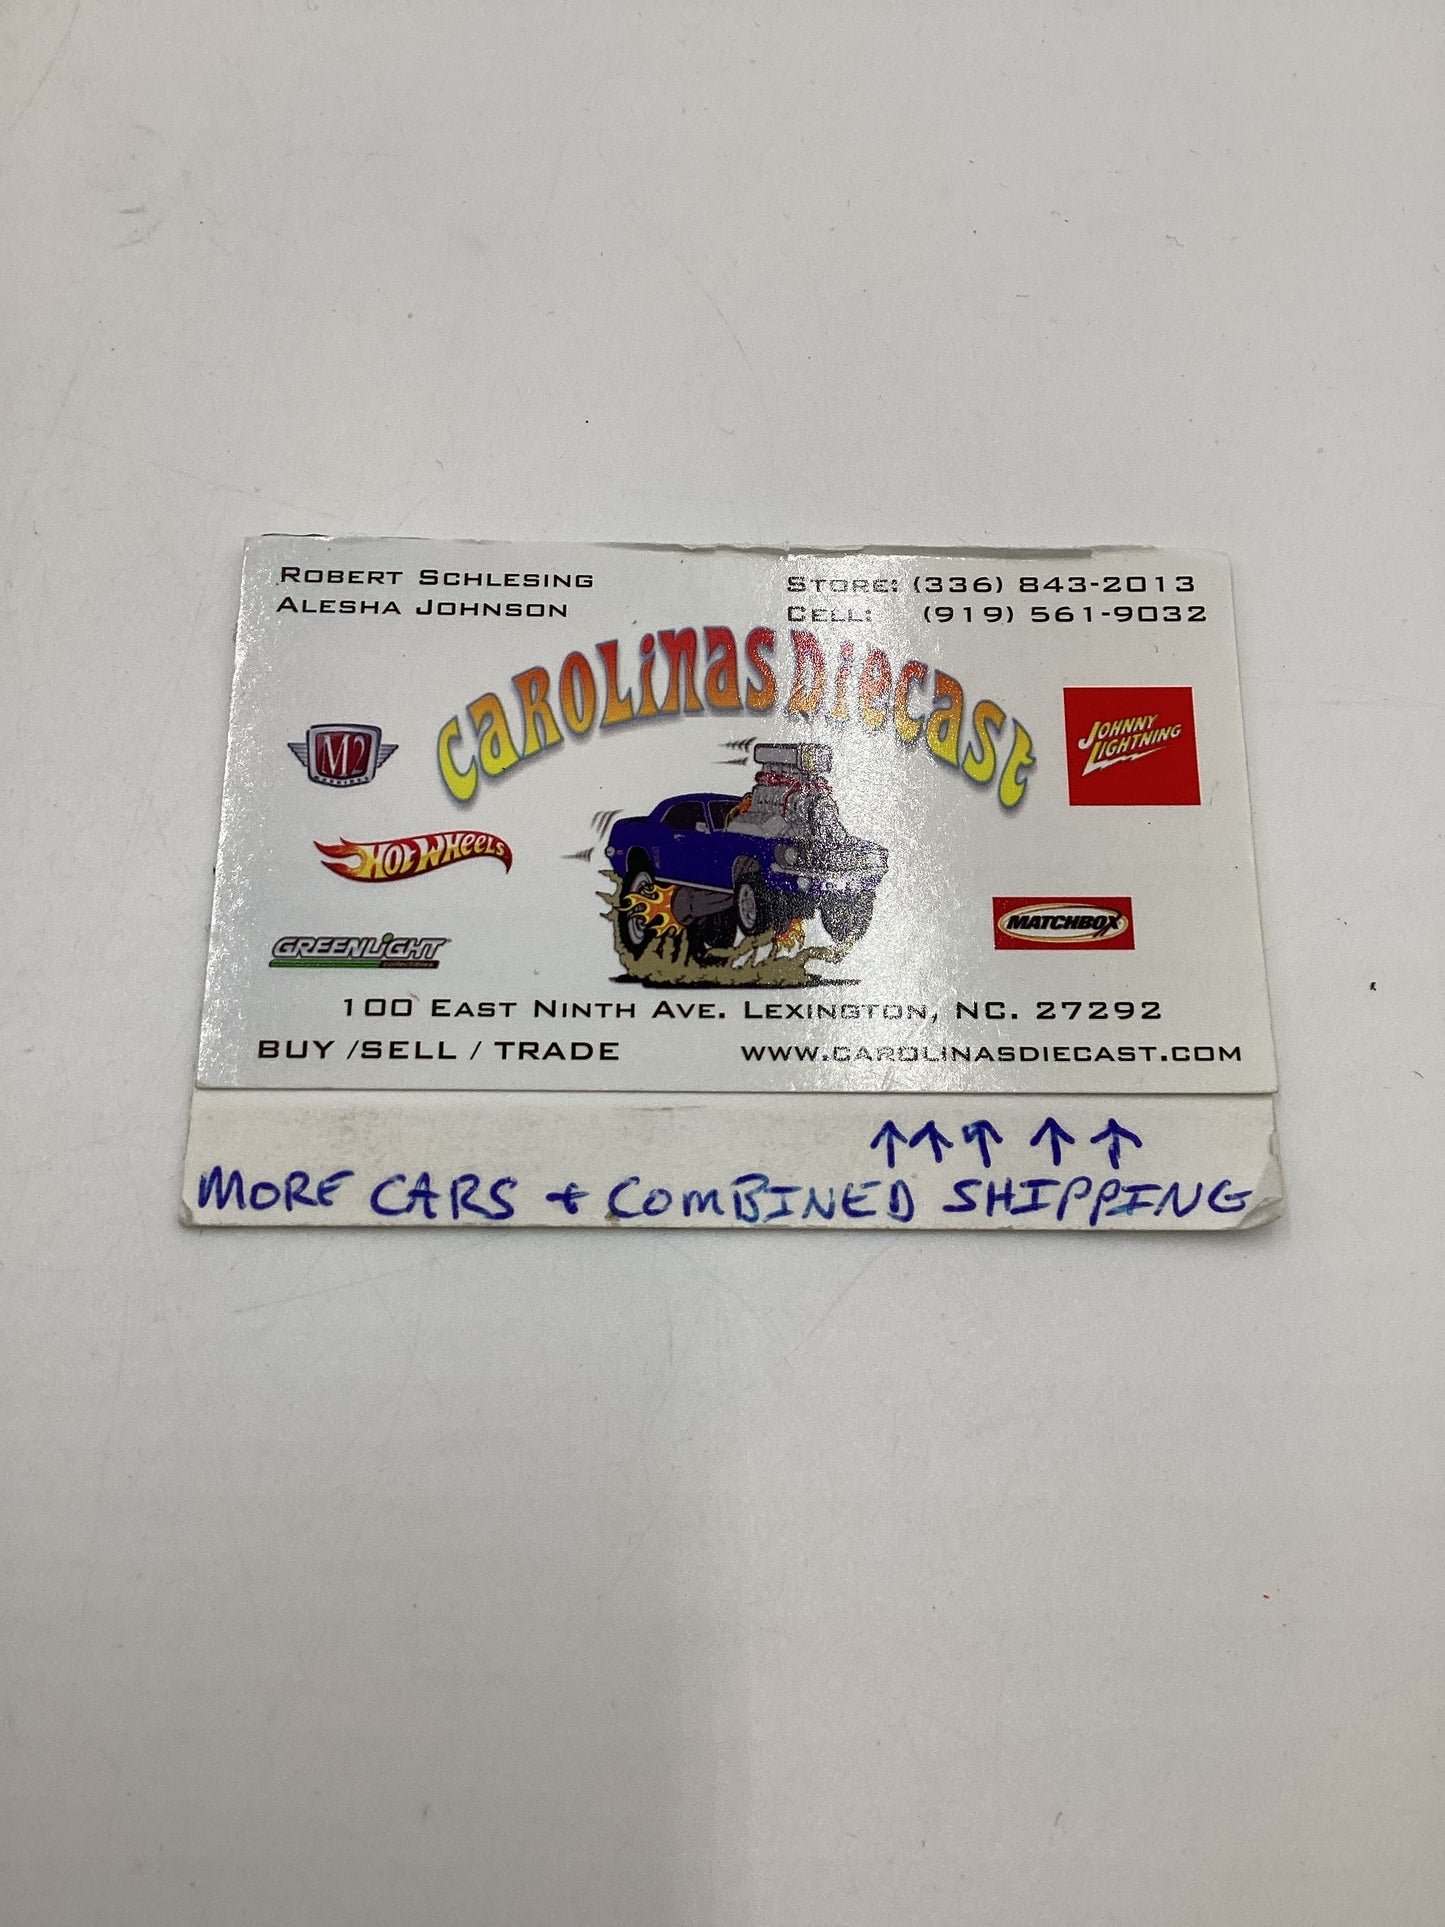 ROBERT SCHLESING
ALESHA JOHNSON
STORE: (336) 843-2013
CELL: (919) 561-9032
CAROLiNAS DiECAST
M2
MACHINES
JOHNNY
LIGHTNING
HOT WHEELS
MATCHBOX
GREENLiGHT
collectibles
100 EAST NINTH AVE. LEXINGTON, NC. 27292
BUY /SELL / TRADE
WWW.CAROLINASDIECAST.COM
↑↑↑ ↑ ↑
MORE CARS + COMBINED SHIPPING